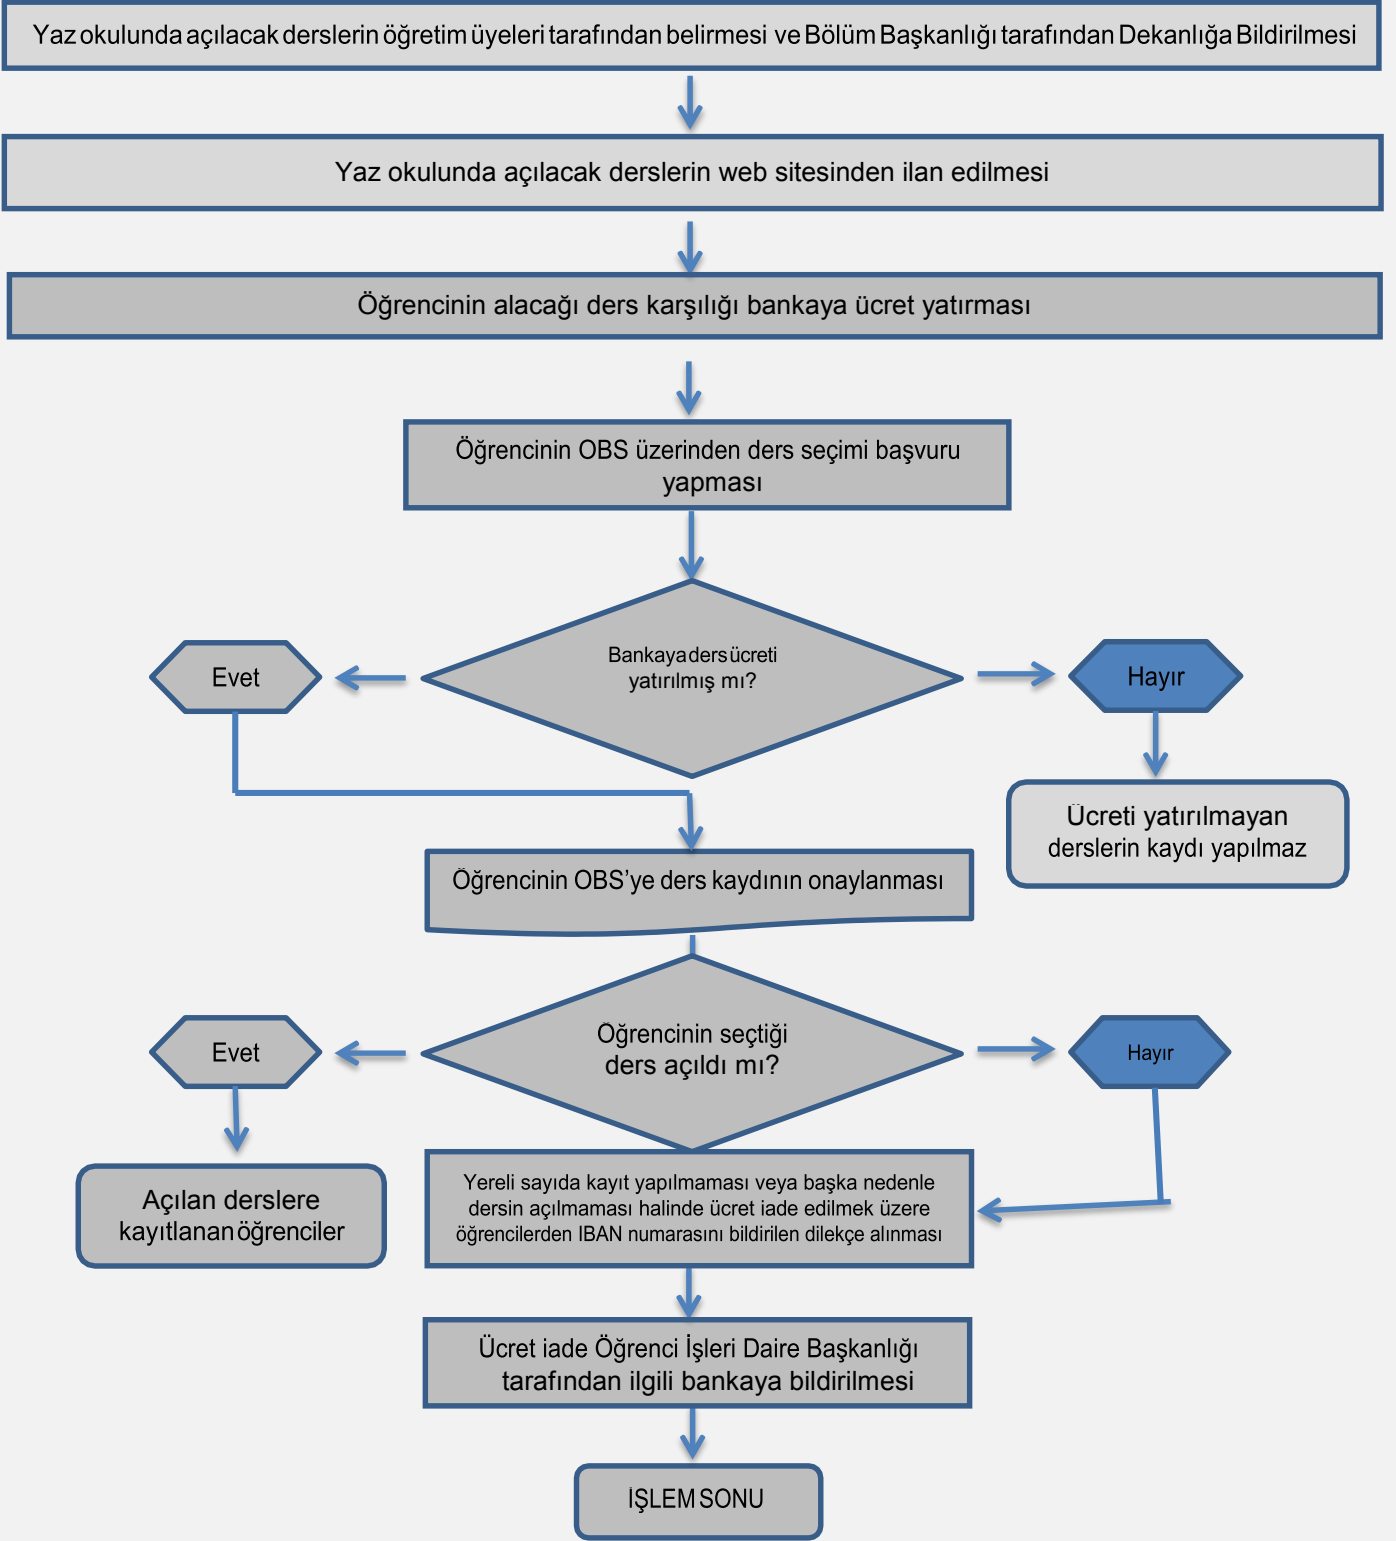 Yaz okulunda açılacak derslerin öğretim üyeleri tarafından belirmesi ve Bölüm Başkanlığı tarafından Dekanlığa Bildirilmesi
Yaz okulunda açılacak derslerin web sitesinden ilan edilmesi
Öğrencinin alacağı ders karşılığı bankaya ücret yatırması
Öğrencinin OBS üzerinden ders seçimi başvuru
yapması
Bankaya ders ücreti
yatırılmış mı?
Evet
Hayır
Ücreti yatırılmayan
derslerin kaydı yapılmaz
Öğrencinin OBS’ye ders kaydının onaylanması
Öğrencinin seçtiği
ders açıldı mı?
Evet
Hayır
Açılan derslere
kayıtlanan öğrenciler
Yereli sayıda kayıt yapılmaması veya başka nedenle
dersin açılmaması halinde ücret iade edilmek üzere
öğrencilerden IBAN numarasını bildirilen dilekçe alınması
Ücret iade Öğrenci İşleri Daire Başkanlığı
tarafından ilgili bankaya bildirilmesi
İŞLEM SONU